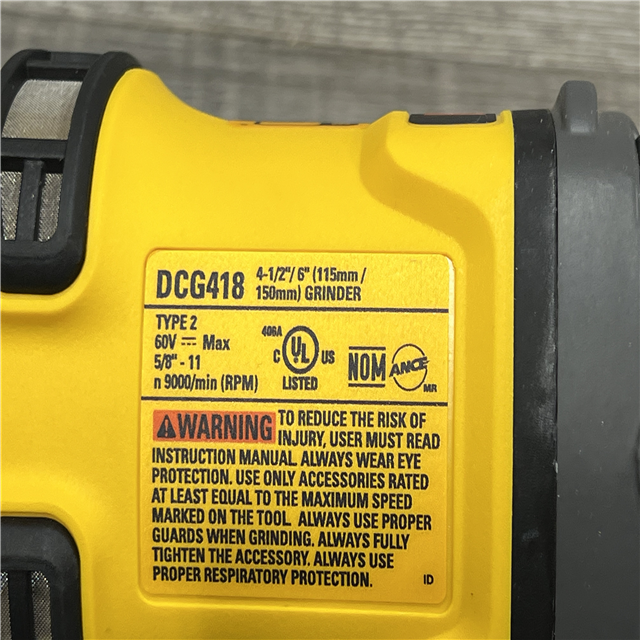 DCG418 4-1/2"/ 6" (115mm /
150mm) GRINDER
TYPE 2
60V ⎓ Max
5/8" - 11
n 9000/min (RPM)
406A
C UL US
LISTED
NOM ANCE
MR
⚠WARNING TO REDUCE THE RISK OF
INJURY, USER MUST READ
INSTRUCTION MANUAL. ALWAYS WEAR EYE
PROTECTION. USE ONLY ACCESSORIES RATED
AT LEAST EQUAL TO THE MAXIMUM SPEED
MARKED ON THE TOOL. ALWAYS USE PROPER
GUARDS WHEN GRINDING. ALWAYS FULLY
TIGHTEN THE ACCESSORY. ALWAYS USE
PROPER RESPIRATORY PROTECTION. ID